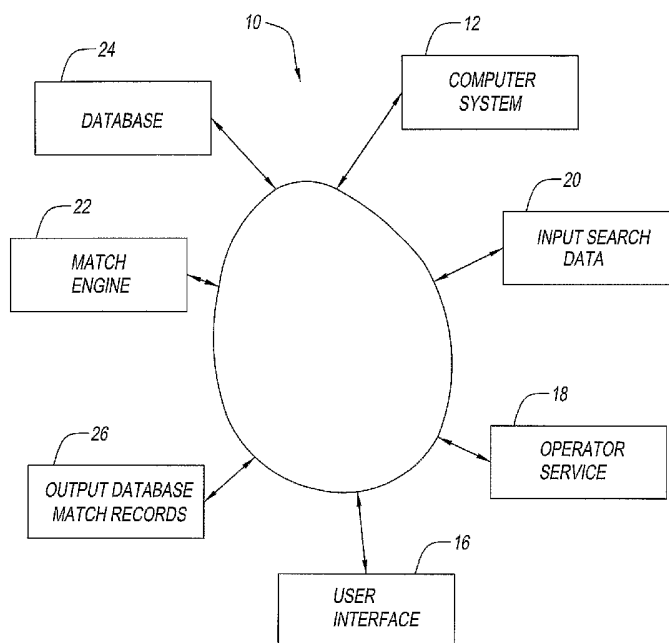 10
12
COMPUTER
SYSTEM
24
DATABASE
20
INPUT SEARCH
DATA
22
MATCH
ENGINE
18
OPERATOR
SERVICE
26
OUTPUT DATABASE
MATCH RECORDS
16
USER
INTERFACE